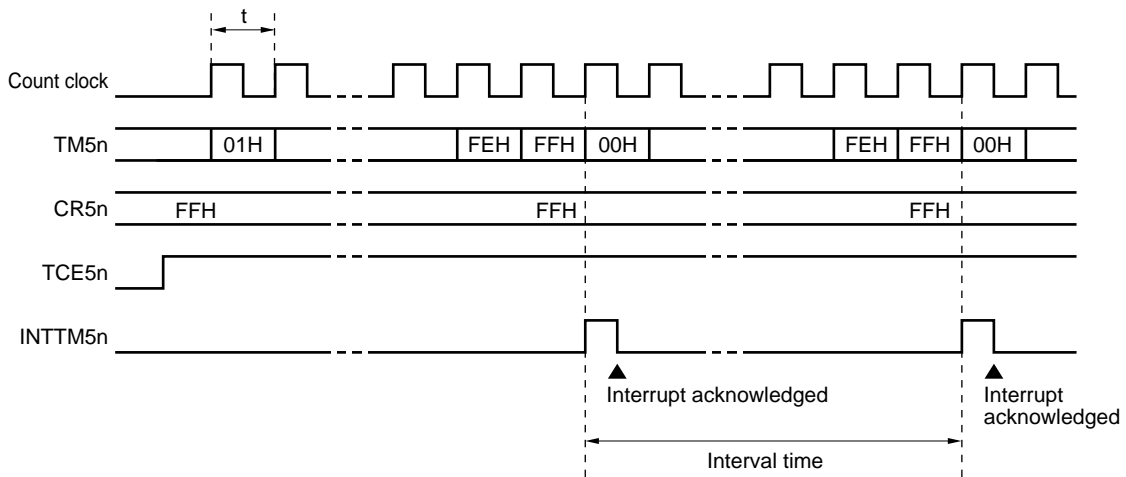 t
Count clock
TM5n 01H FEH FFH 00H FEH FFH 00H
CR5n FFH FFH FFH
TCE5n
INTTM5n
Interrupt acknowledged
Interrupt
acknowledged
Interval time